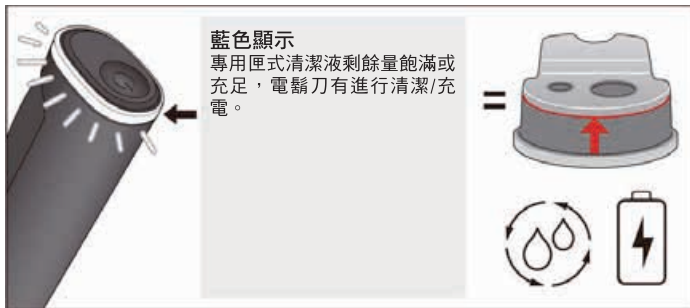 藍色顯示
專用匣式清潔液剩餘量飽滿或
充足,電鬍刀有進行清潔/充
電。